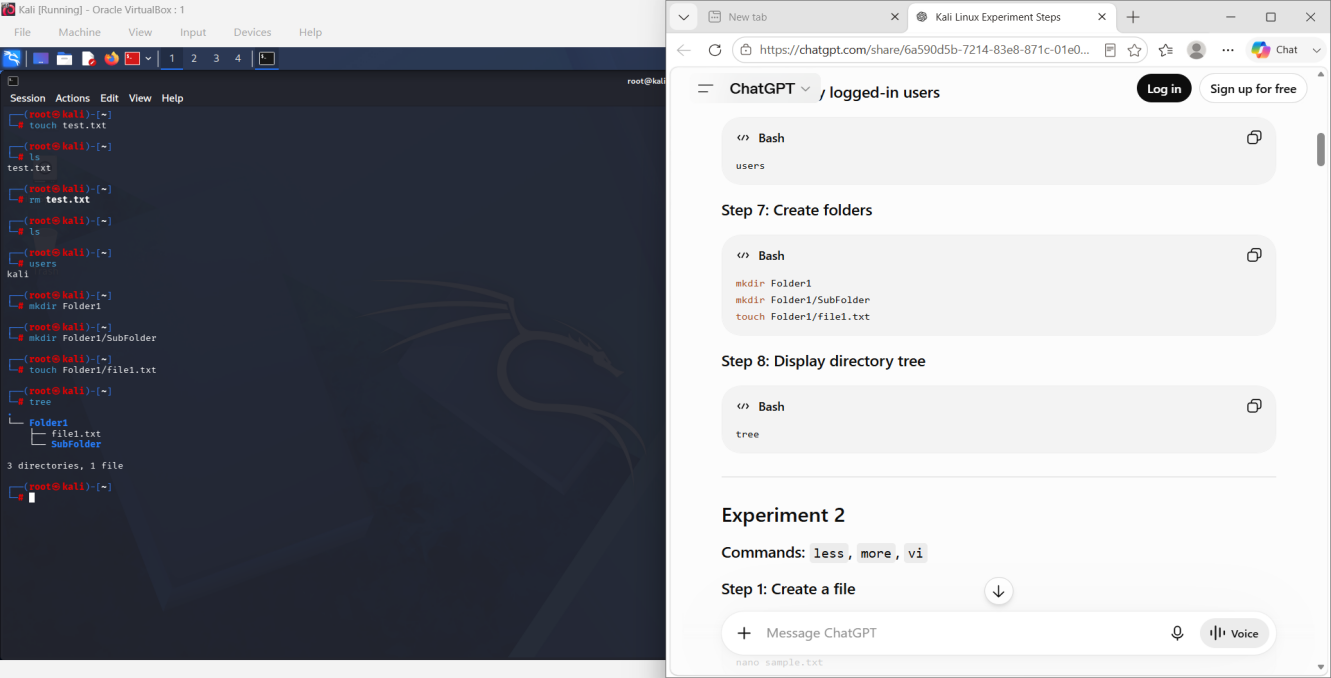 Kali [Running] - Oracle VirtualBox : 1
File Machine View Input Devices Help
1 2 3 4
root@kali
Session Actions Edit View Help
┌──(root㉿kali)-[~]
└─# touch test.txt
┌──(root㉿kali)-[~]
└─# ls
test.txt
┌──(root㉿kali)-[~]
└─# rm test.txt
┌──(root㉿kali)-[~]
└─# ls
┌──(root㉿kali)-[~]
└─# users
kali
┌──(root㉿kali)-[~]
└─# mkdir Folder1
┌──(root㉿kali)-[~]
└─# mkdir Folder1/SubFolder
┌──(root㉿kali)-[~]
└─# touch Folder1/file1.txt
┌──(root㉿kali)-[~]
└─# tree
.
└── Folder1
    ├── file1.txt
    └── SubFolder
3 directories, 1 file
┌──(root㉿kali)-[~]
└─#
New tab
Kali Linux Experiment Steps
https://chatgpt.com/share/6a590d5b-7214-83e8-871c-01e0...
Chat
ChatGPT
y logged-in users
Log in
Sign up for free
Bash
users
Step 7: Create folders
Bash
mkdir Folder1
mkdir Folder1/SubFolder
touch Folder1/file1.txt
Step 8: Display directory tree
Bash
tree
Experiment 2
Commands: less, more, vi
Step 1: Create a file
Message ChatGPT
Voice
nano sample.txt